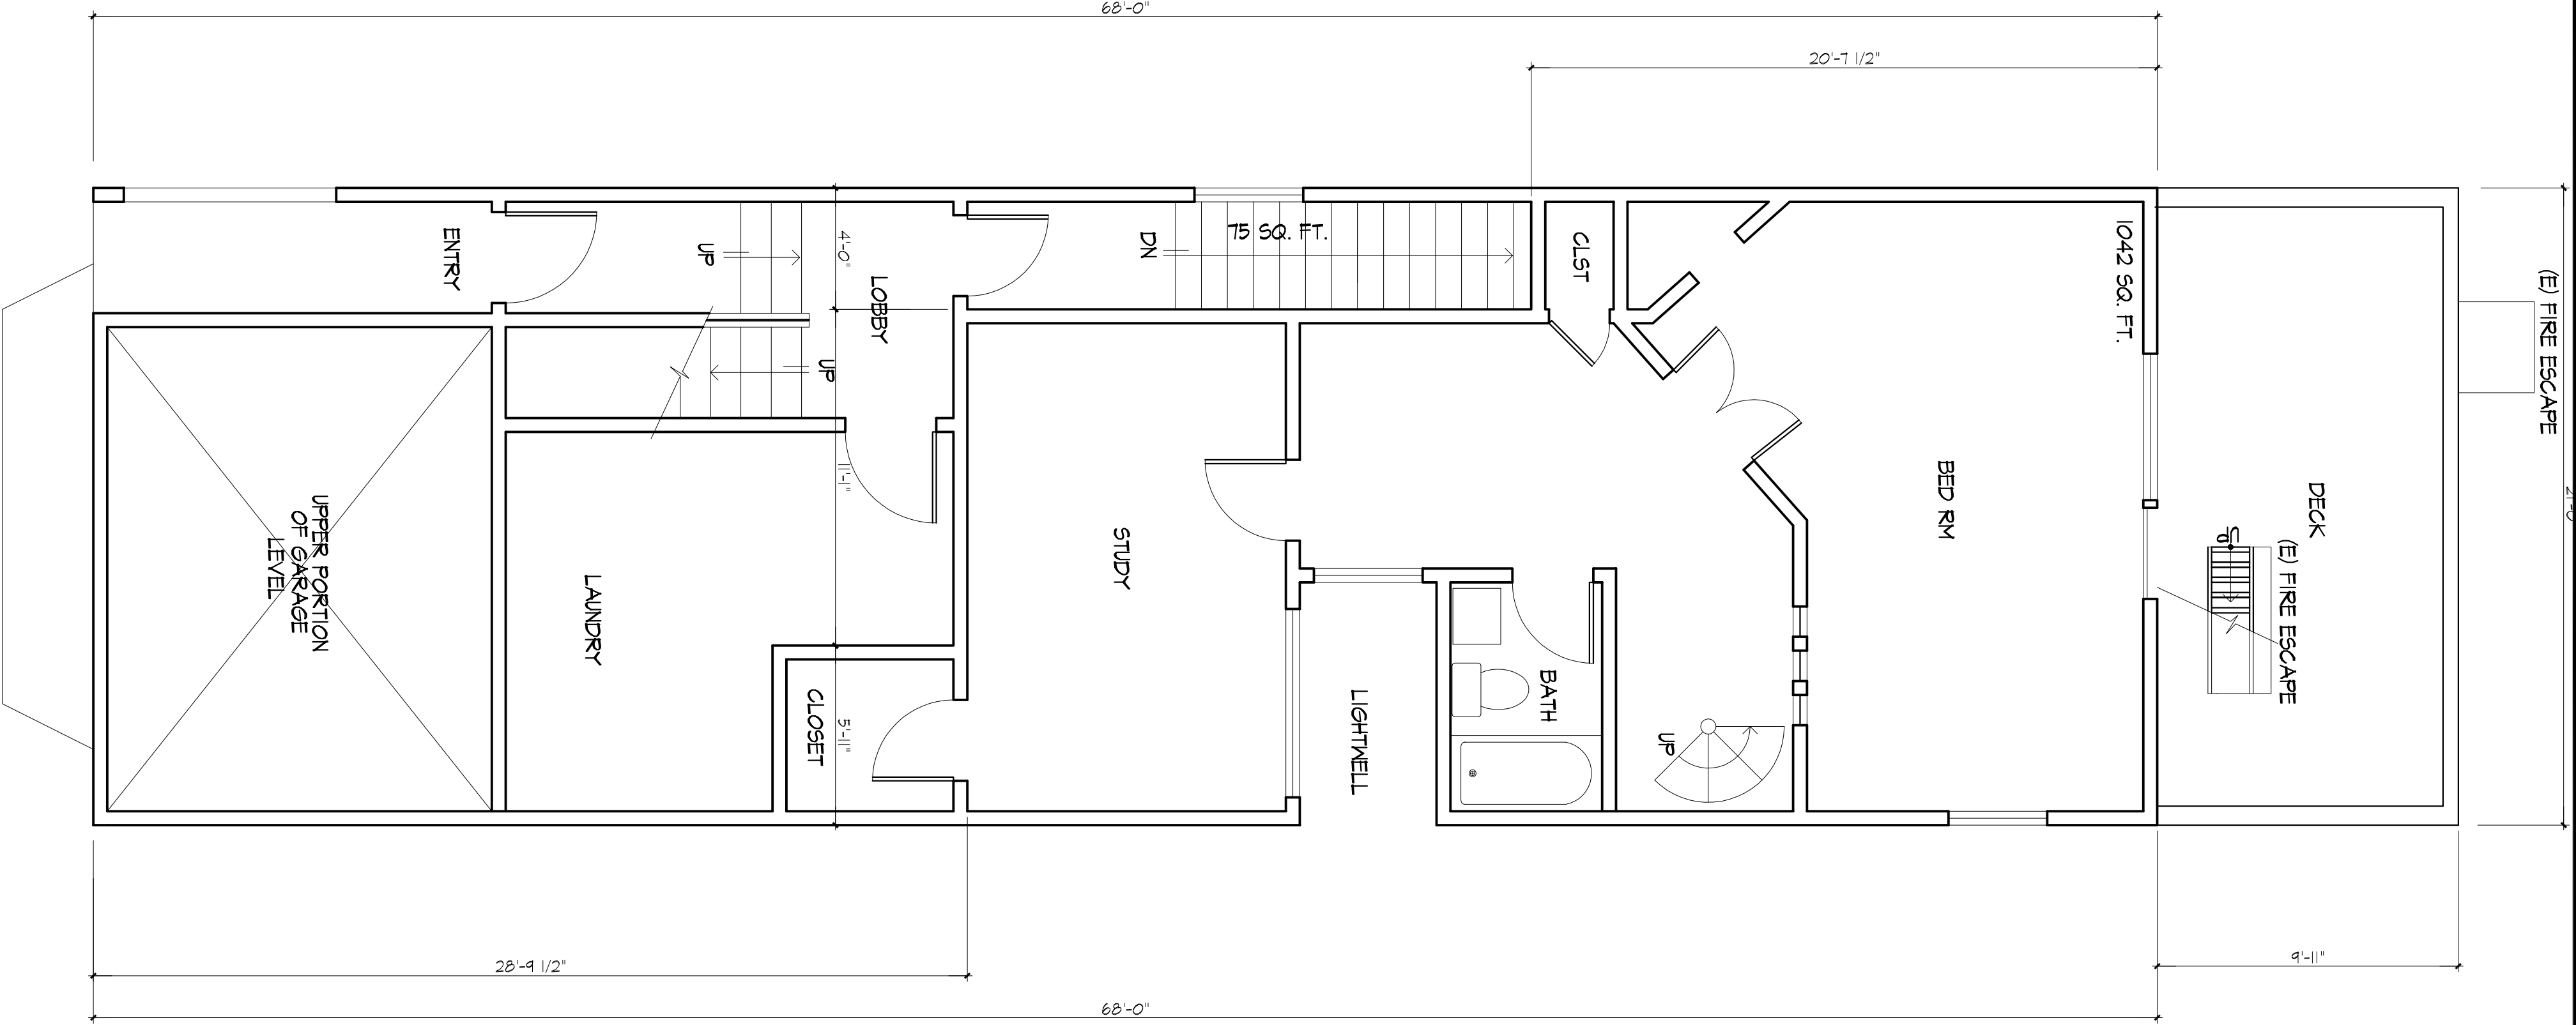 68'-0"
20'-7 1/2"
ENTRY
UP
4'-0"
LOBBY
UP
DN
75 SQ. FT.
CLST
1042 SQ. FT.
(E) FIRE ESCAPE
11'-1"
STUDY
BED RM
DECK
UP
(E) FIRE ESCAPE
UPPER PORTION
OF GARAGE
LEVEL
LAUNDRY
CLOSET
5'-11"
LIGHTWELL
BATH
UP
28'-9 1/2"
9'-11"
68'-0"